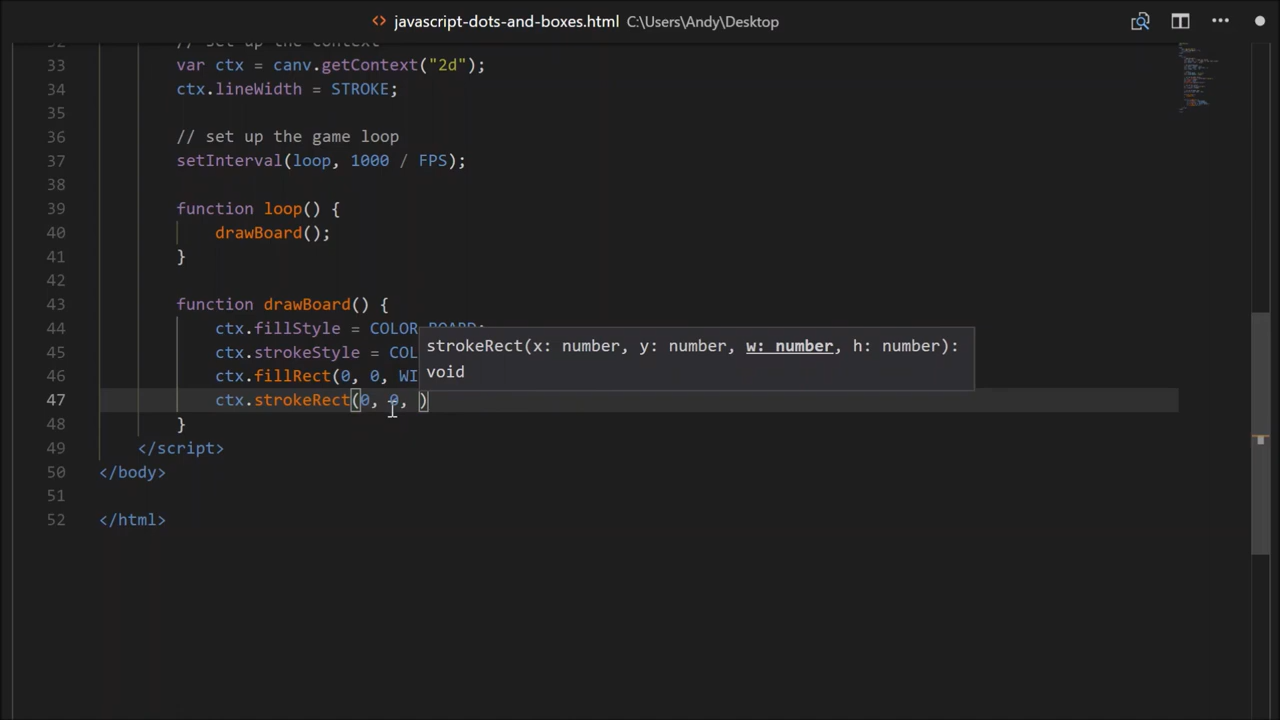 javascript-dots-and-boxes.html C:\Users\Andy\Desktop
32 // set up the context
33 var ctx = canv.getContext("2d");
34 ctx.lineWidth = STROKE;
35
36 // set up the game loop
37 setInterval(loop, 1000 / FPS);
38
39 function loop() {
40 drawBoard();
41 }
42
43 function drawBoard() {
44 ctx.fillStyle = COLOR_BOARD;
strokeRect(x: number, y: number, w: number, h: number):
45 ctx.strokeStyle = COL
void
46 ctx.fillRect(0, 0, WI
47 ctx.strokeRect(0, 0, )
48 }
49 </script>
50 </body>
51
52 </html>